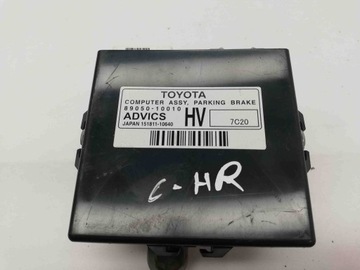 TOYOTA
COMPUTER ASSY, PARKING BRAKE
89050-10010
ADVICS HV 7C20
JAPAN 151811-10640
C-HR